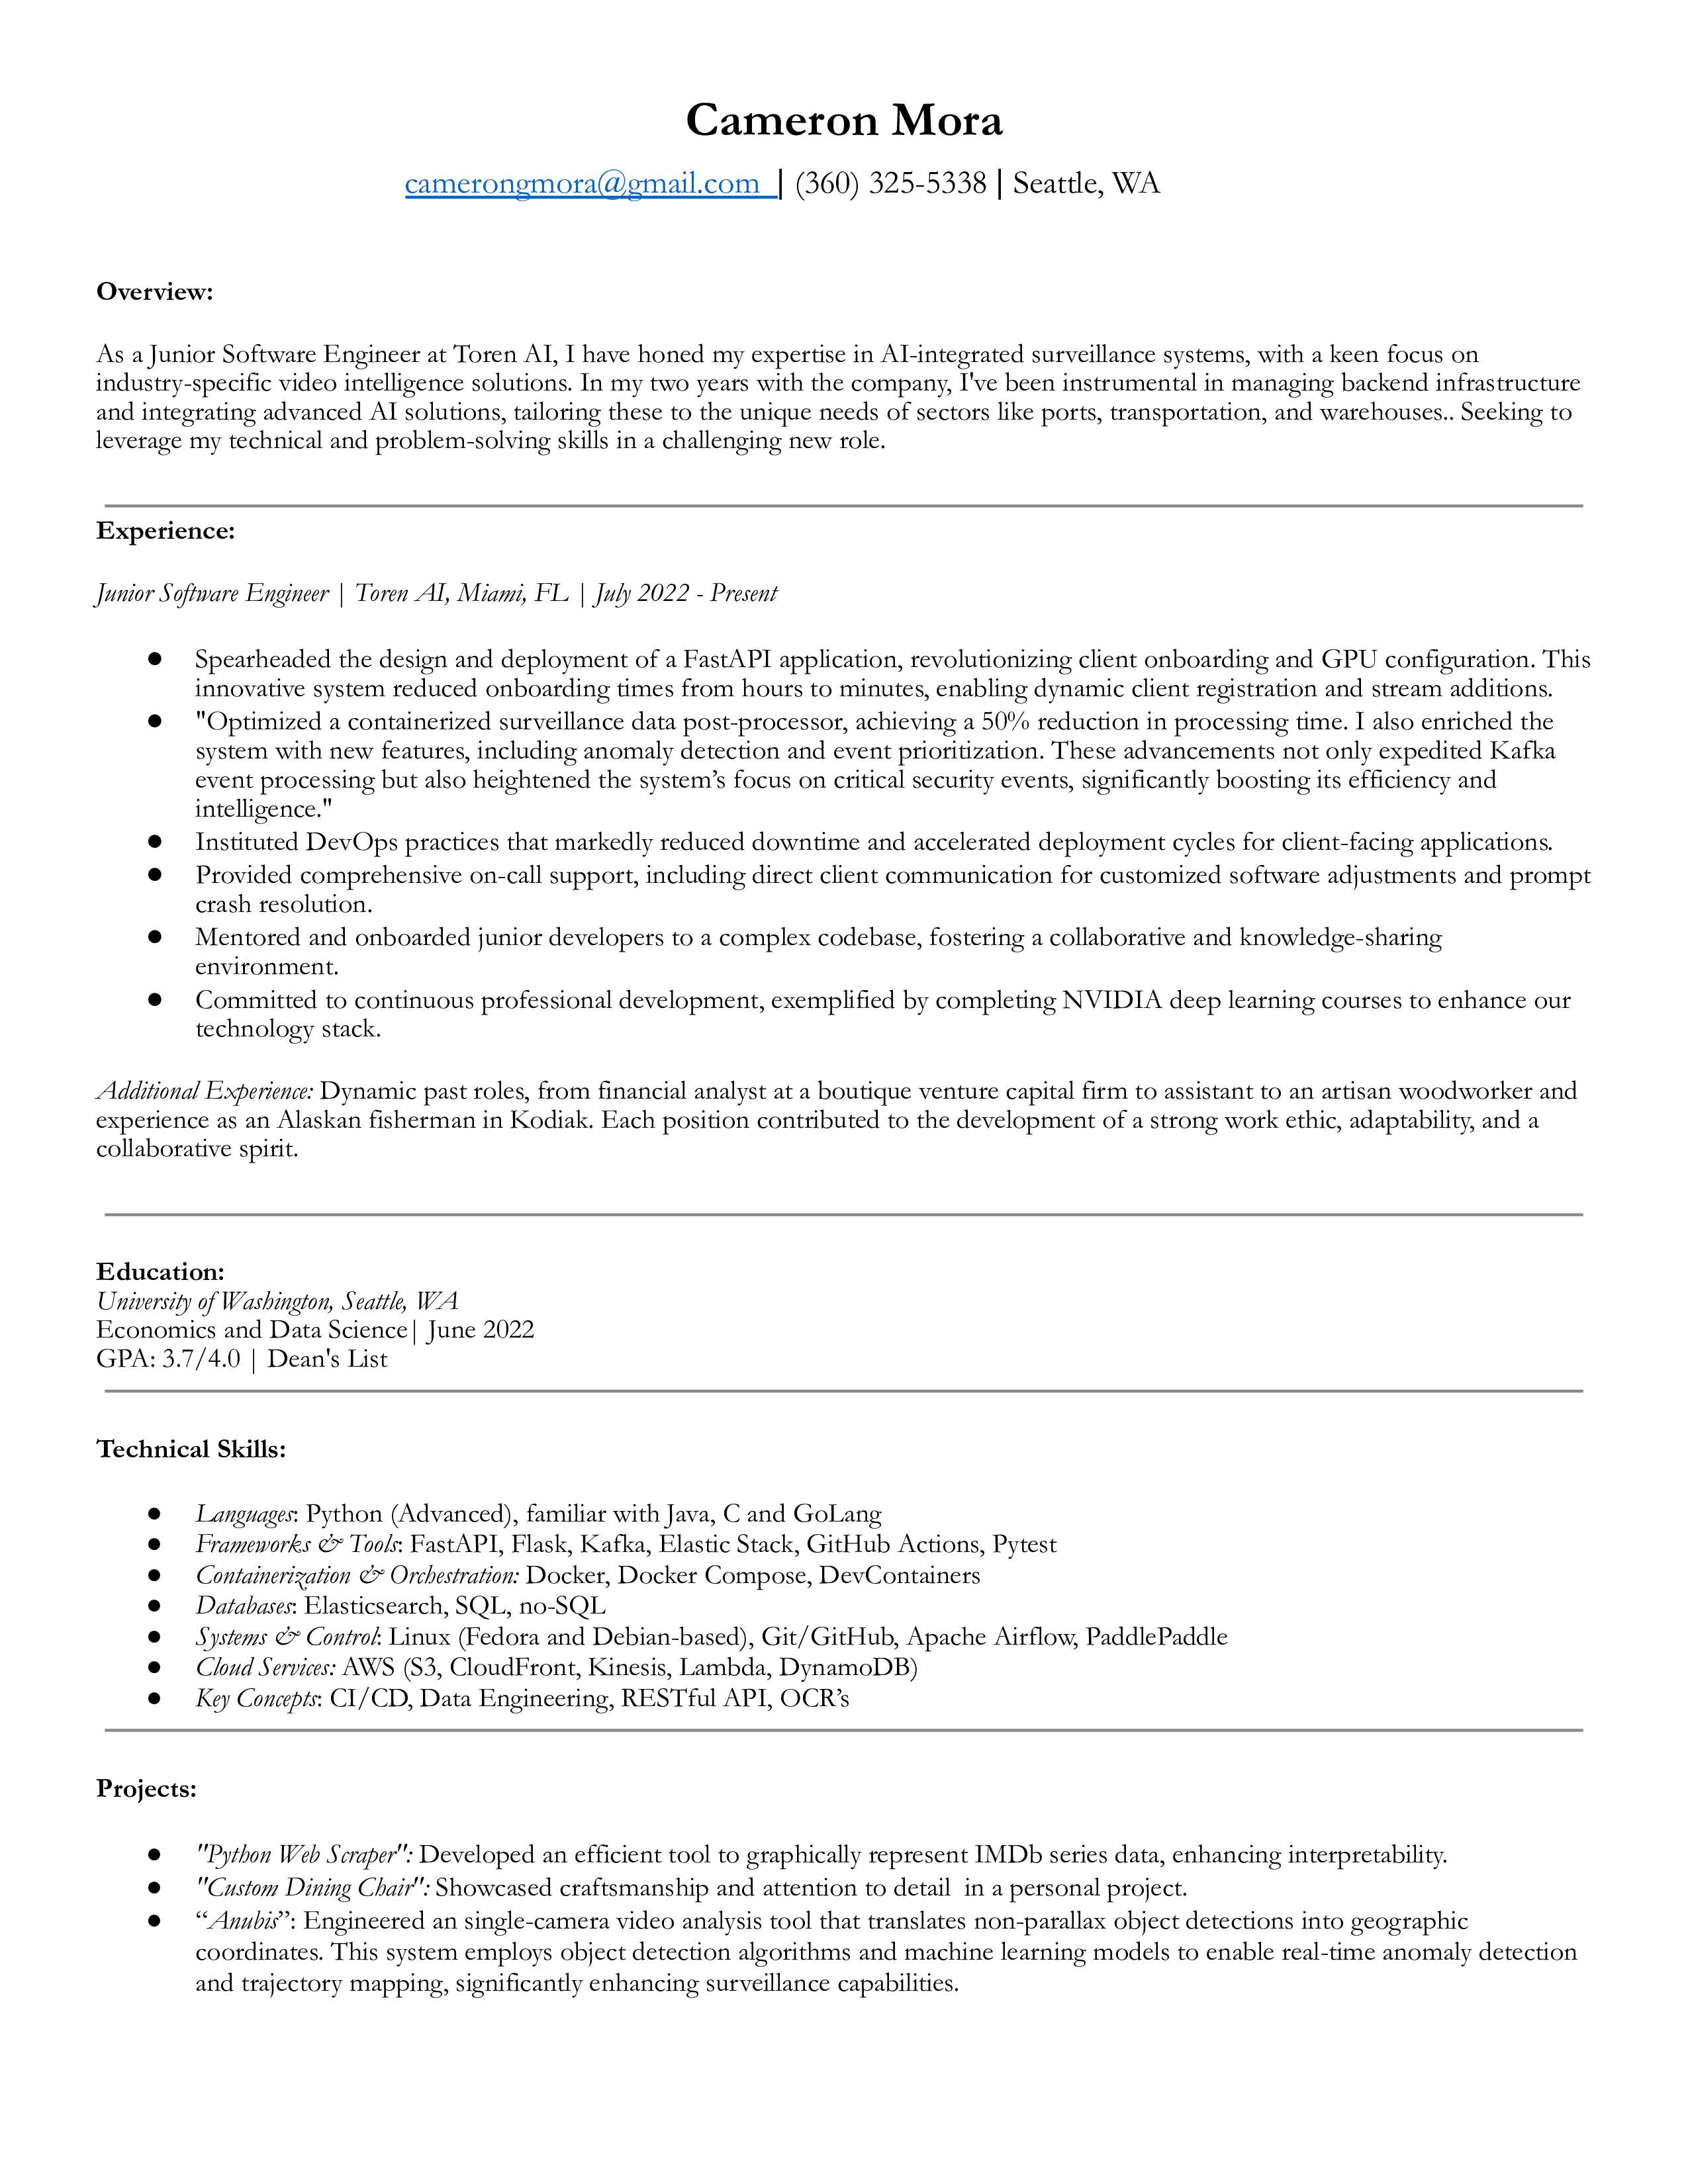 Cameron Mora
camerongmora@gmail.com | (360) 325-5338 | Seattle, WA
Overview:
As a Junior Software Engineer at Toren AI, I have honed my expertise in AI-integrated surveillance systems, with a keen focus on
industry-specific video intelligence solutions. In my two years with the company, I've been instrumental in managing backend infrastructure
and integrating advanced AI solutions, tailoring these to the unique needs of sectors like ports, transportation, and warehouses.. Seeking to
leverage my technical and problem-solving skills in a challenging new role.
Experience:
Junior Software Engineer | Toren AI, Miami, FL | July 2022 - Present
● Spearheaded the design and deployment of a FastAPI application, revolutionizing client onboarding and GPU configuration. This
innovative system reduced onboarding times from hours to minutes, enabling dynamic client registration and stream additions.
● "Optimized a containerized surveillance data post-processor, achieving a 50% reduction in processing time. I also enriched the
system with new features, including anomaly detection and event prioritization. These advancements not only expedited Kafka
event processing but also heightened the system’s focus on critical security events, significantly boosting its efficiency and
intelligence."
● Instituted DevOps practices that markedly reduced downtime and accelerated deployment cycles for client-facing applications.
● Provided comprehensive on-call support, including direct client communication for customized software adjustments and prompt
crash resolution.
● Mentored and onboarded junior developers to a complex codebase, fostering a collaborative and knowledge-sharing
environment.
● Committed to continuous professional development, exemplified by completing NVIDIA deep learning courses to enhance our
technology stack.
Additional Experience: Dynamic past roles, from financial analyst at a boutique venture capital firm to assistant to an artisan woodworker and
experience as an Alaskan fisherman in Kodiak. Each position contributed to the development of a strong work ethic, adaptability, and a
collaborative spirit.
Education:
University of Washington, Seattle, WA
Economics and Data Science| June 2022
GPA: 3.7/4.0 | Dean's List
Technical Skills:
● Languages: Python (Advanced), familiar with Java, C and GoLang
● Frameworks & Tools: FastAPI, Flask, Kafka, Elastic Stack, GitHub Actions, Pytest
● Containerization & Orchestration: Docker, Docker Compose, DevContainers
● Databases: Elasticsearch, SQL, no-SQL
● Systems & Control: Linux (Fedora and Debian-based), Git/GitHub, Apache Airflow, PaddlePaddle
● Cloud Services: AWS (S3, CloudFront, Kinesis, Lambda, DynamoDB)
● Key Concepts: CI/CD, Data Engineering, RESTful API, OCR’s
Projects:
● "Python Web Scraper": Developed an efficient tool to graphically represent IMDb series data, enhancing interpretability.
● "Custom Dining Chair": Showcased craftsmanship and attention to detail  in a personal project.
● “Anubis”: Engineered an single-camera video analysis tool that translates non-parallax object detections into geographic
coordinates. This system employs object detection algorithms and machine learning models to enable real-time anomaly detection
and trajectory mapping, significantly enhancing surveillance capabilities.